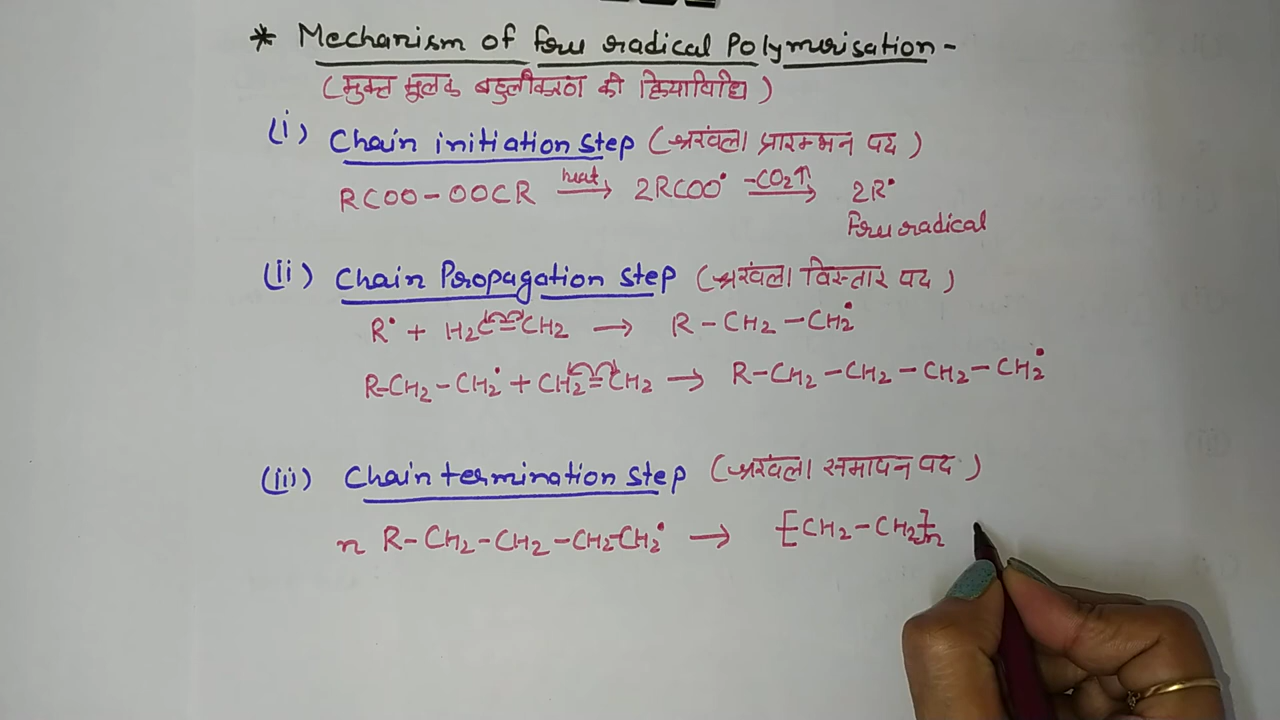 * Mechanism of free radical Polymerisation -
(मुक्त मूलक बहुलीकरण की क्रियाविधि)
(i) Chain initiation step (श्रृंखला प्रारम्भन पद)
RCOO-OOCR heat→ 2RCOO• -CO2↑→ 2R•
Free radical
(ii) Chain Propagation step (श्रृंखला विस्तार पद)
R• + H2C=CH2 → R-CH2-CH2•
R-CH2-CH2• + CH2=CH2 → R-CH2-CH2-CH2-CH2•
(iii) Chain termination step (श्रृंखला समापन पद)
n R-CH2-CH2-CH2-CH2• → [CH2-CH2]n